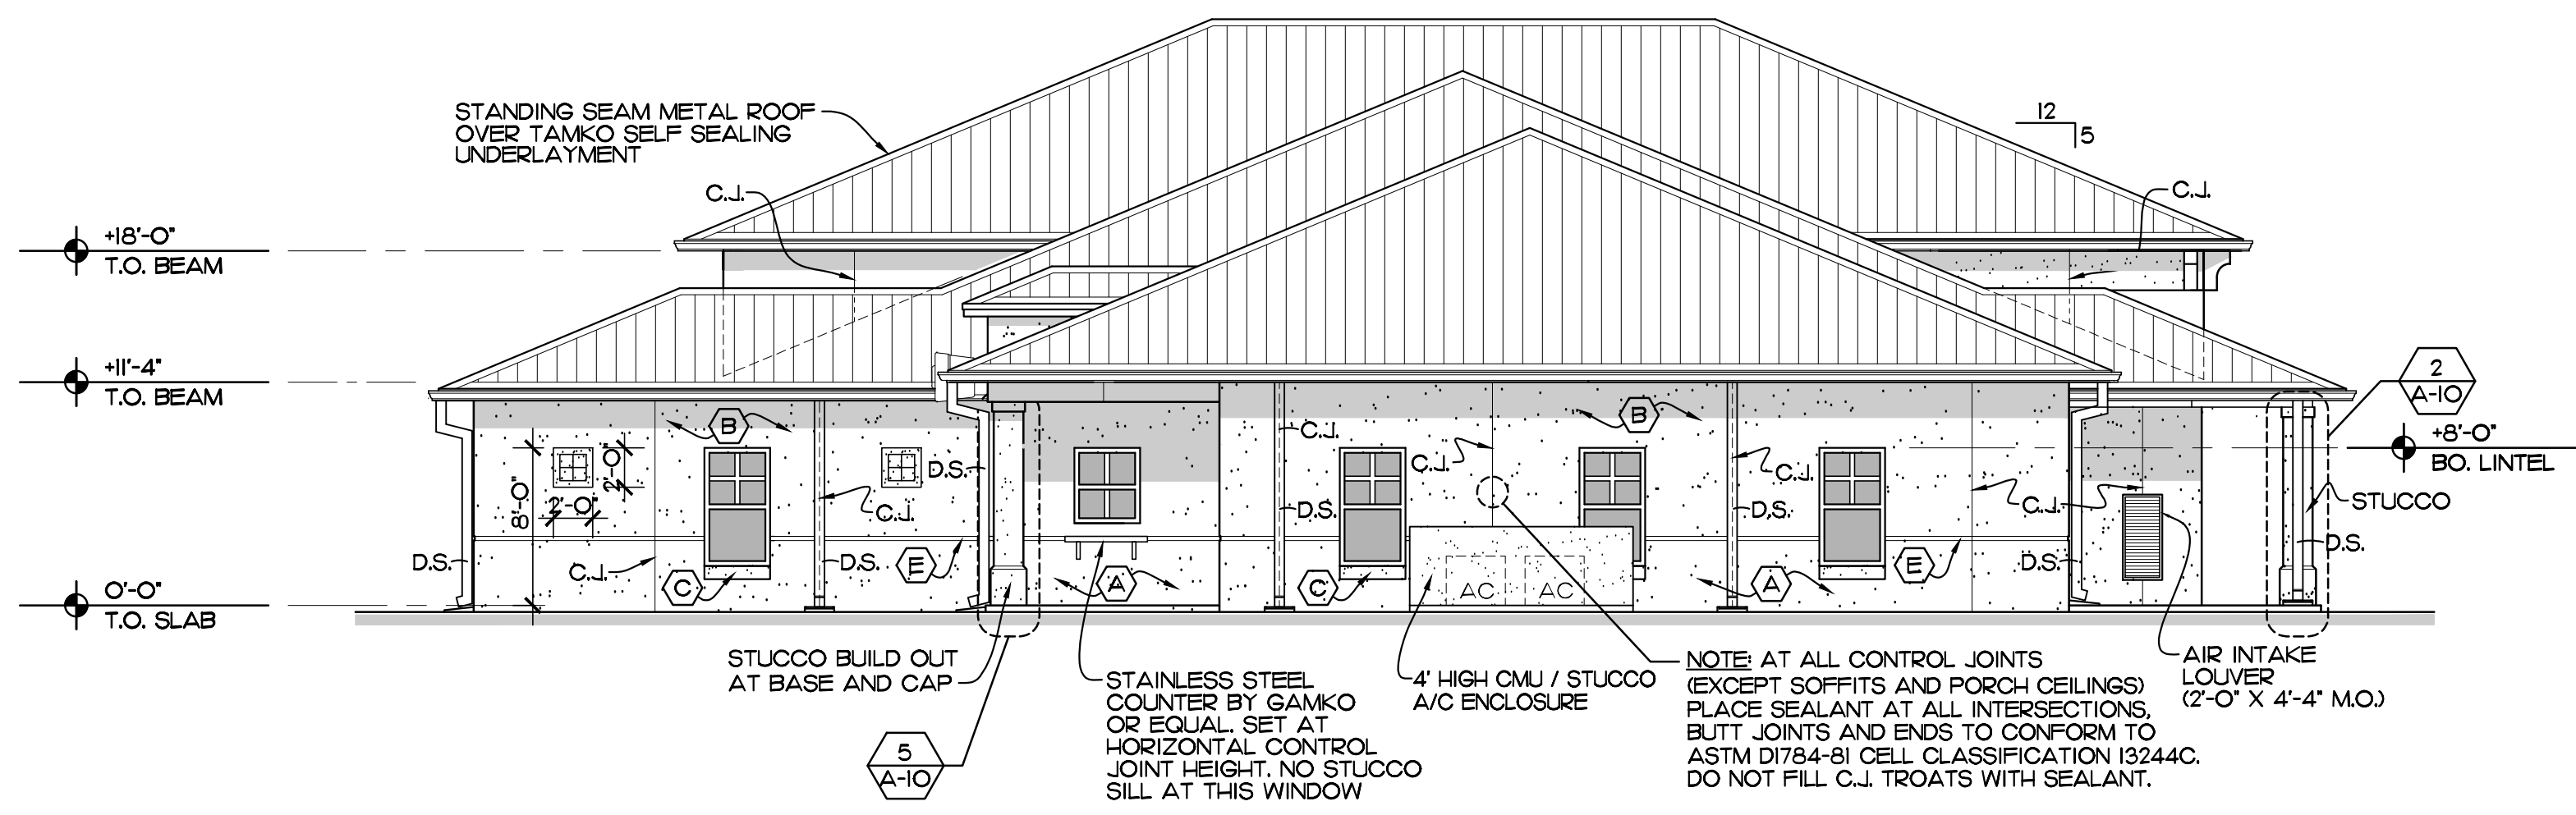 12
5
STANDING SEAM METAL ROOF
OVER TAMKO SELF SEALING
UNDERLAYMENT
C.J.
C.J.
+18'-0"
T.O. BEAM
+11'-4"
T.O. BEAM
2
A-10
B
B
+8'-0"
BO. LINTEL
C.J.
C.J.
C.J.
D.S.
2'-0"
8'-0"
2'-0"
C.J.
C.J.
STUCCO
D.S.
D.S.
D.S.
D.S.
D.S.
E
E
D.S.
C.J.
C
A
C
AC
AC
A
0'-0"
T.O. SLAB
STUCCO BUILD OUT
AT BASE AND CAP
5
A-10
STAINLESS STEEL
COUNTER BY GAMKO
OR EQUAL. SET AT
HORIZONTAL CONTROL
JOINT HEIGHT. NO STUCCO
SILL AT THIS WINDOW
4' HIGH CMU / STUCCO
A/C ENCLOSURE
NOTE: AT ALL CONTROL JOINTS
(EXCEPT SOFFITS AND PORCH CEILINGS)
PLACE SEALANT AT ALL INTERSECTIONS,
BUTT JOINTS AND ENDS TO CONFORM TO
ASTM D1784-81 CELL CLASSIFICATION 13244C.
DO NOT FILL C.J. TROATS WITH SEALANT.
AIR INTAKE
LOUVER
(2'-0" X 4'-4" M.O.)